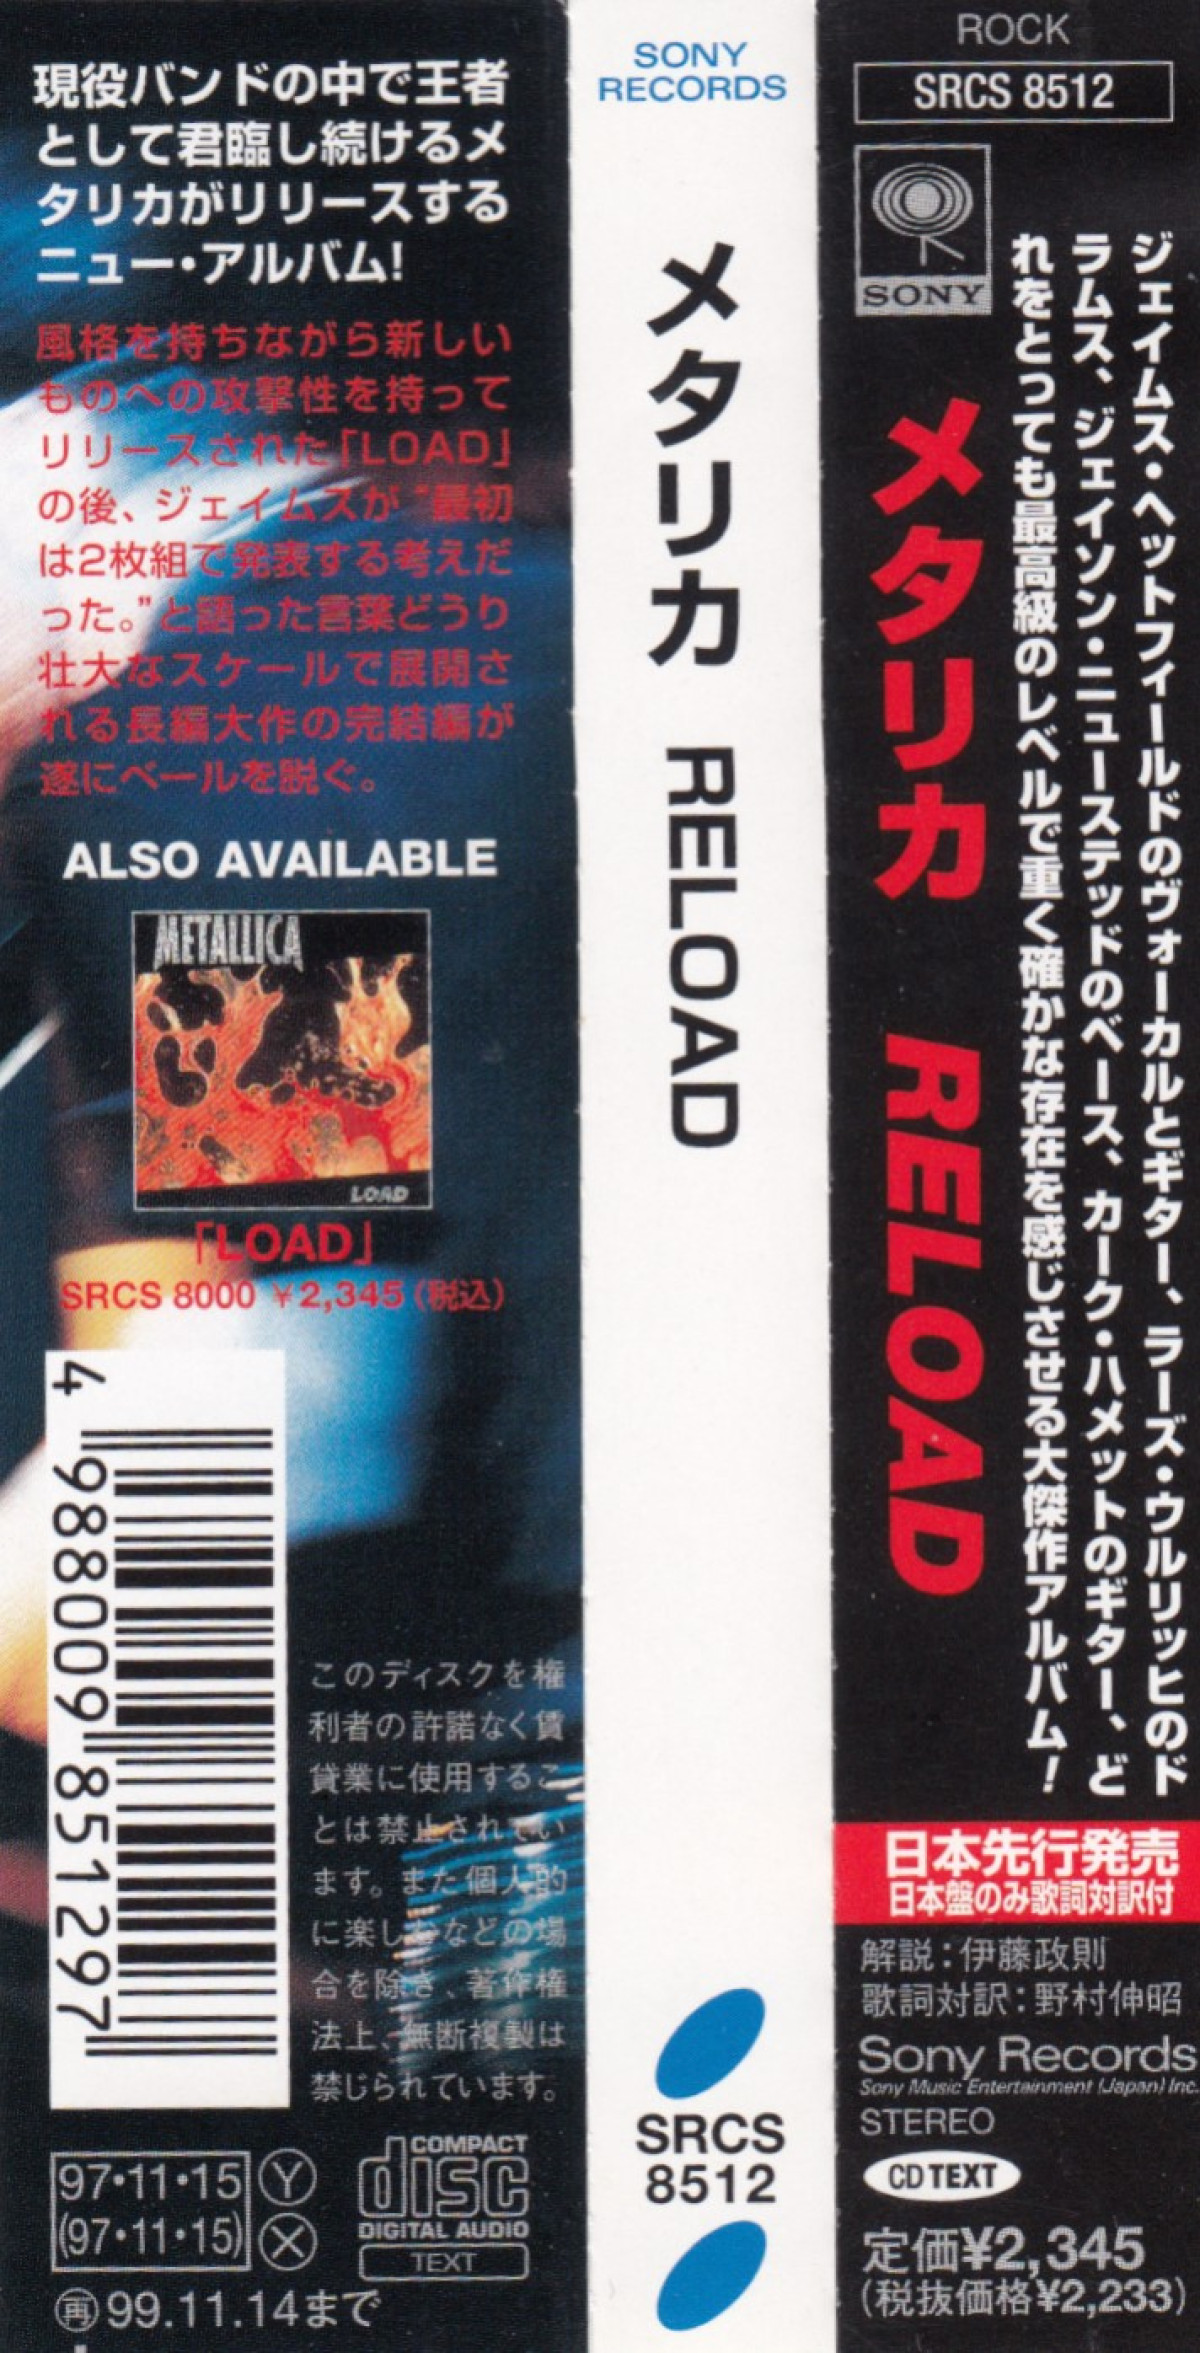 現役バンドの中で王者
として君臨し続けるメ
タリカがリリースする
ニュー・アルバム!
風格を持ちながら新しい
ものへの攻撃性を持って
リリースされた「LOAD」
の後、ジェイムスが“最初
は2枚組で発表する考えだ
った。”と語った言葉どうり
壮大なスケールで展開さ
れる長編大作の完結編が
遂にベールを脱ぐ。
ALSO AVAILABLE
METALLICA
LOAD
「LOAD」
SRCS 8000 ¥2,345(税込)
4 988009 851297
このディスクを権
利者の許諾なく賃
貸業に使用するこ
とは禁止されてい
ます。また個人的
に楽しむなどの場
合を除き、著作権
法上、無断複製は
禁じられています。
97・11・15 Ⓨ
(97・11・15) Ⓧ
再 99.11.14まで
COMPACT
disc
DIGITAL AUDIO
TEXT
SONY
RECORDS
メタリカ RELOAD
SRCS
8512
ROCK
SRCS 8512
SONY
ジェイムス・ヘットフィールドのヴォーカルとギター、ラーズ・ウルリッヒのド
ラムス、ジェイソン・ニューステッドのベース、カーク・ハメットのギター、ど
れをとっても最高級のレベルで重く確かな存在を感じさせる大傑作アルバム!
メタリカ RELOAD
日本先行発売
日本盤のみ歌詞対訳付
解説:伊藤政則
歌詞対訳:野村伸昭
Sony Records
Sony Music Entertainment (Japan) Inc.
STEREO
CD TEXT
定価¥2,345
(税抜価格¥2,233)